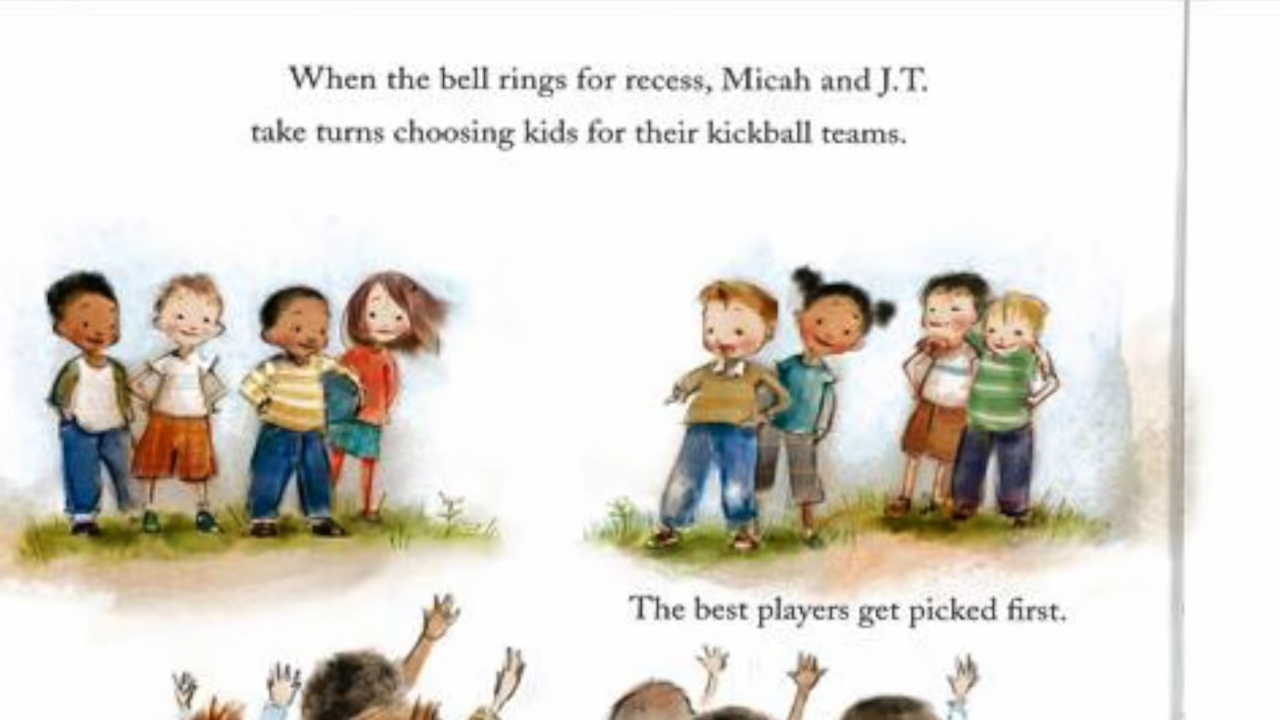 When the bell rings for recess, Micah and J.T.
take turns choosing kids for their kickball teams.
The best players get picked first.